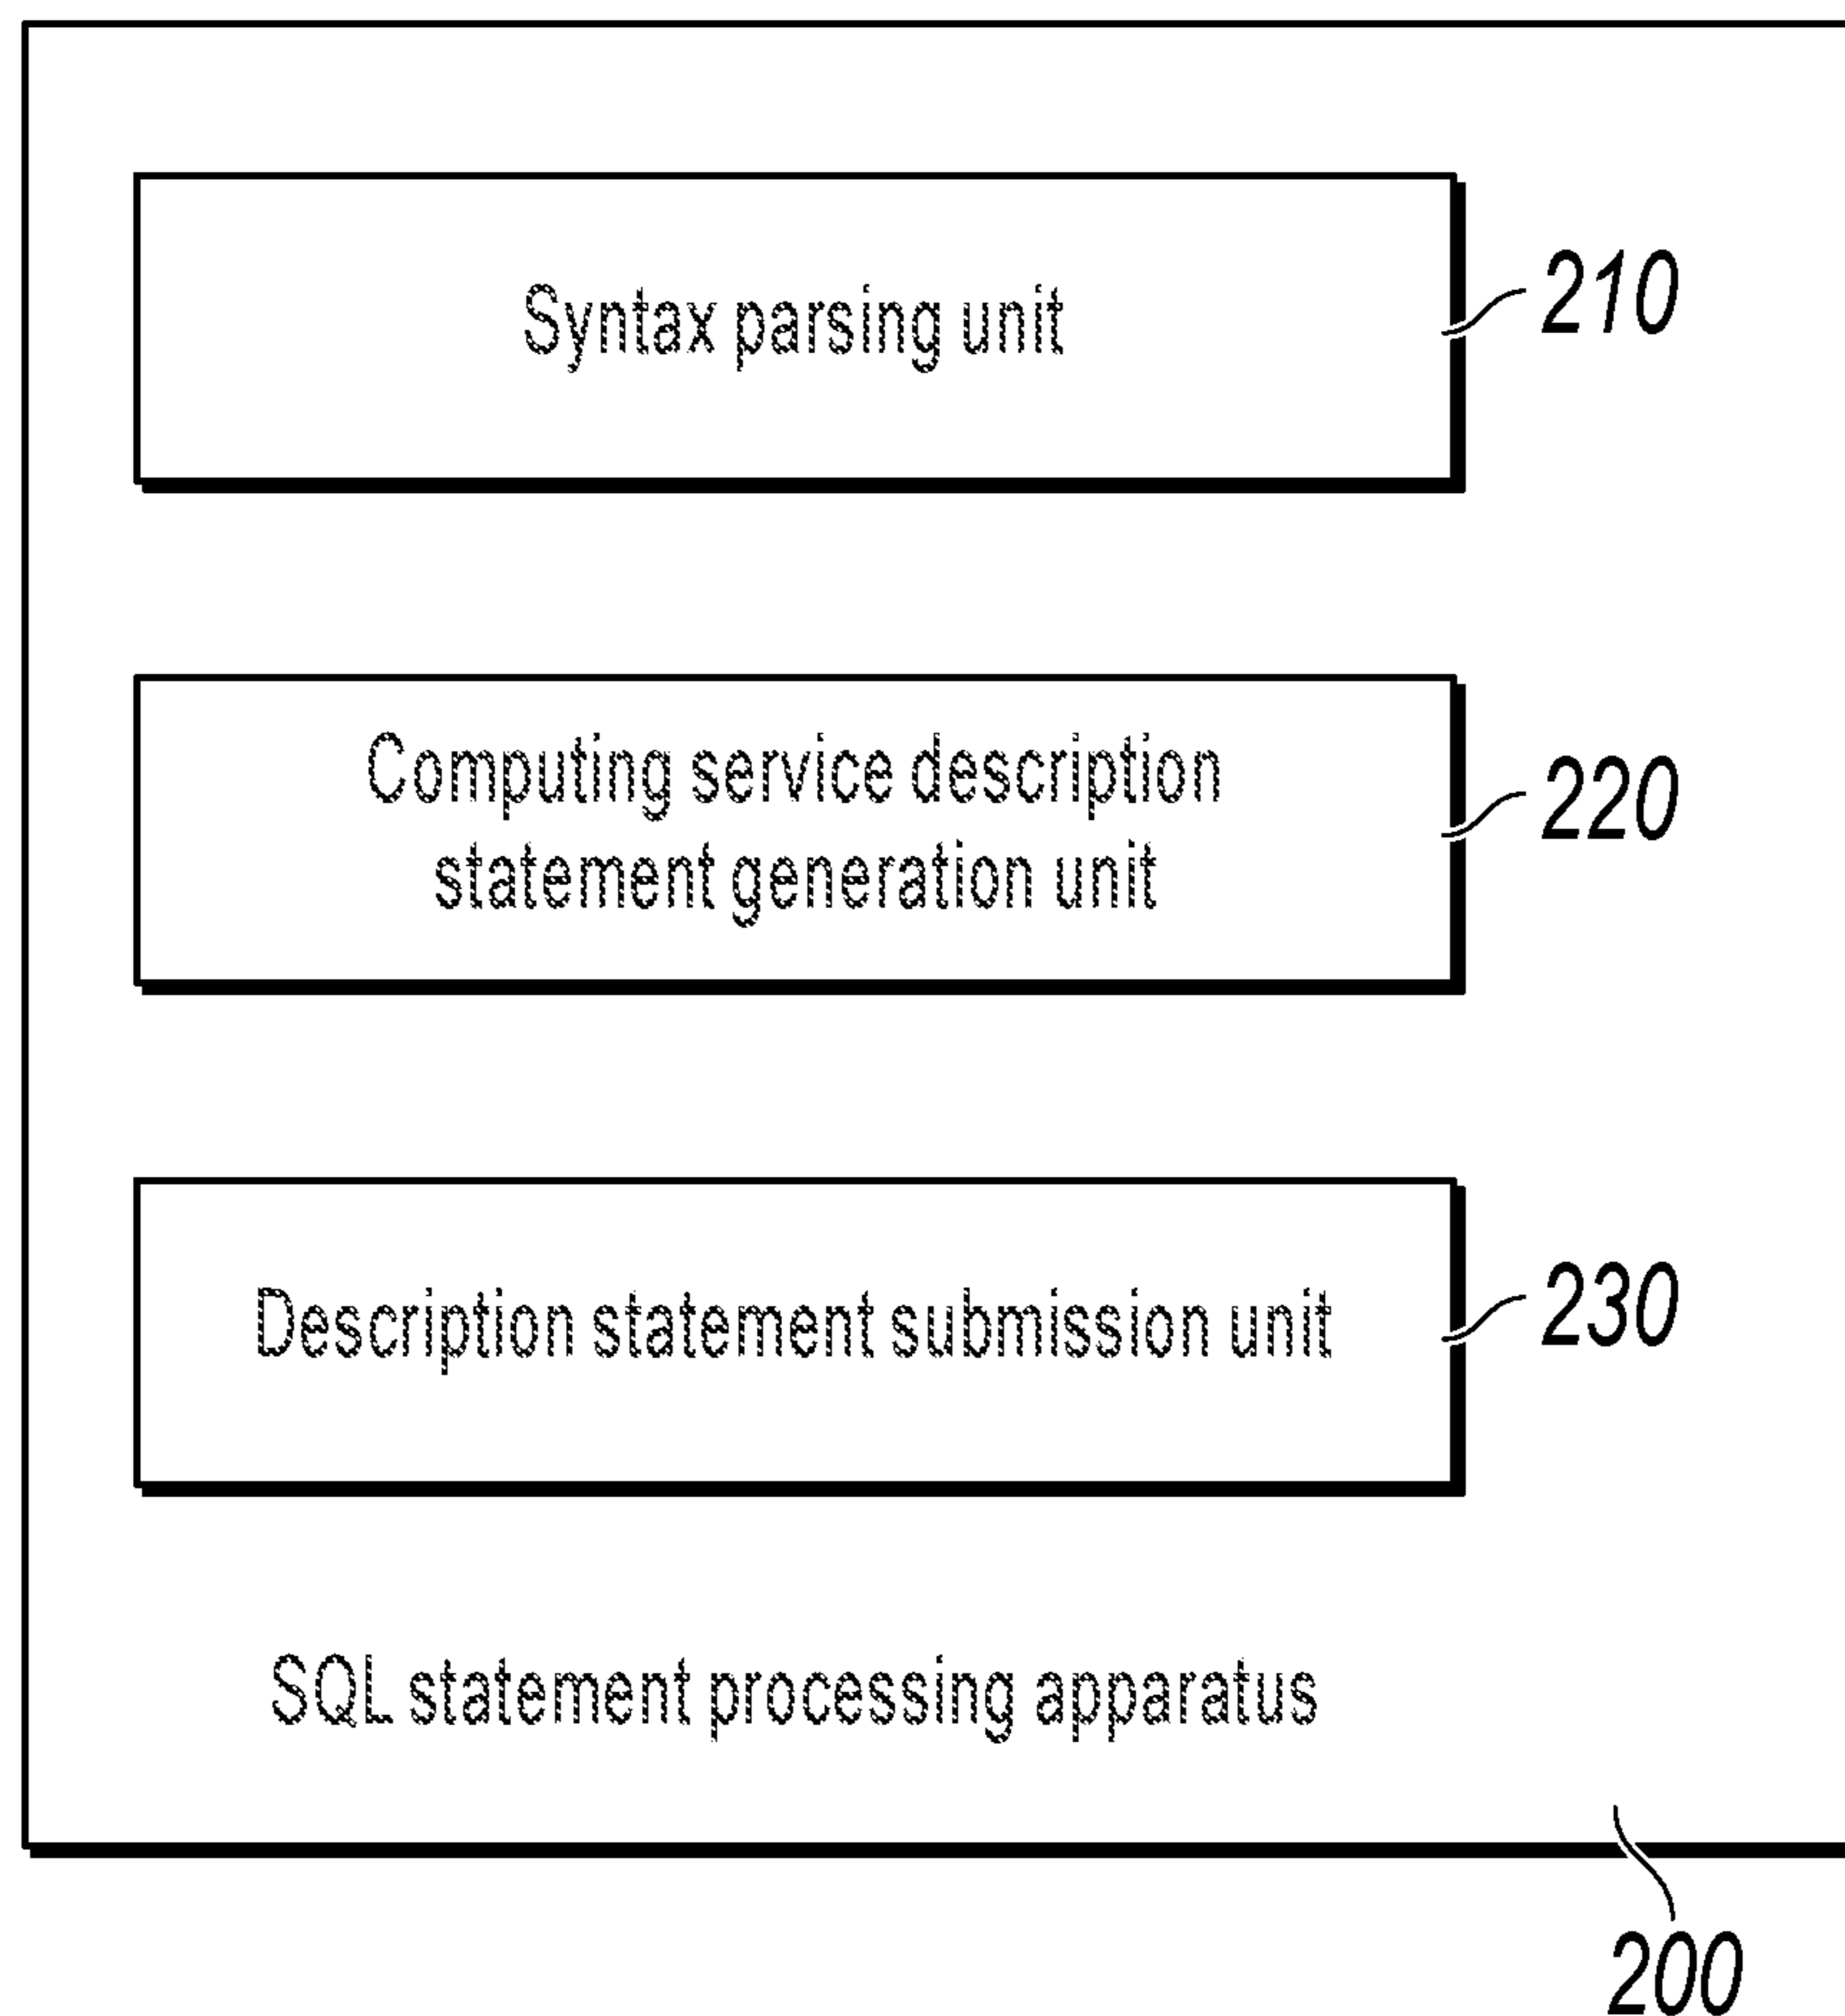 Syntax parsing unit
210
Computing service description
statement generation unit
220
Description statement submission unit
230
SQL statement processing apparatus
200